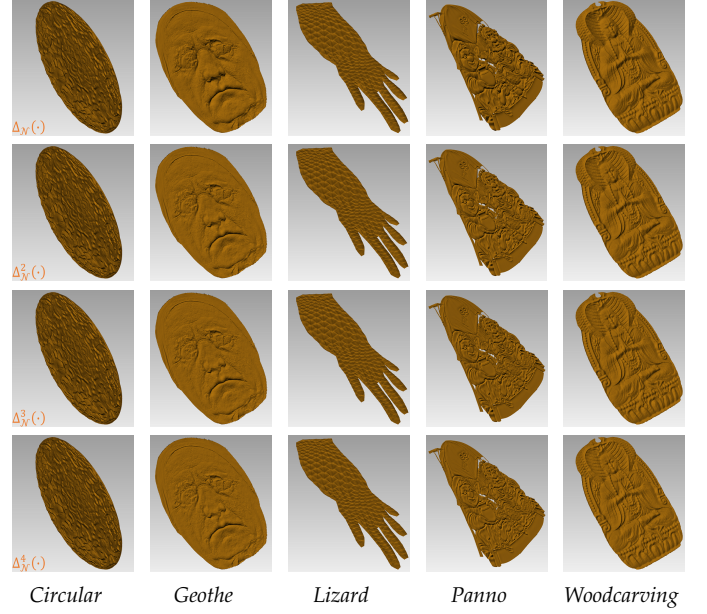 Δ𝒩(·)
Δ²𝒩(·)
Δ³𝒩(·)
Δ⁴𝒩(·)
Circular Geothe Lizard Panno Woodcarving